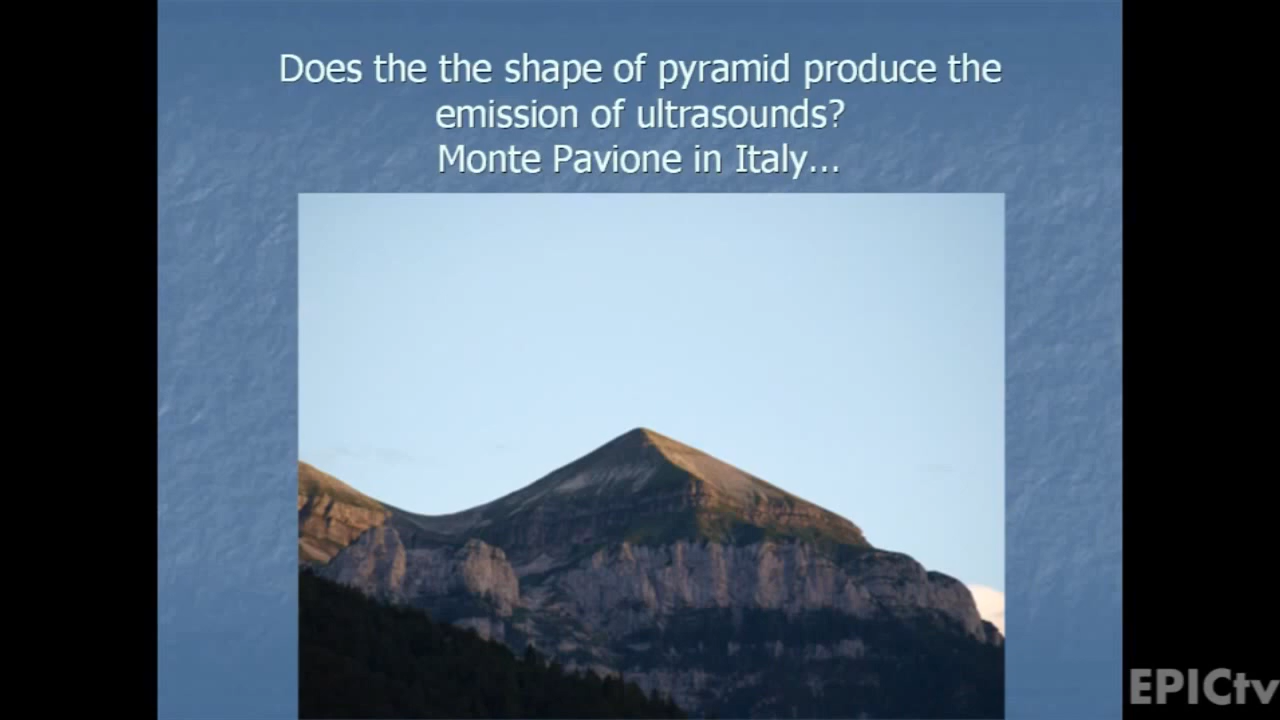 Does the the shape of pyramid produce the
emission of ultrasounds?
Monte Pavione in Italy...
EPICtv